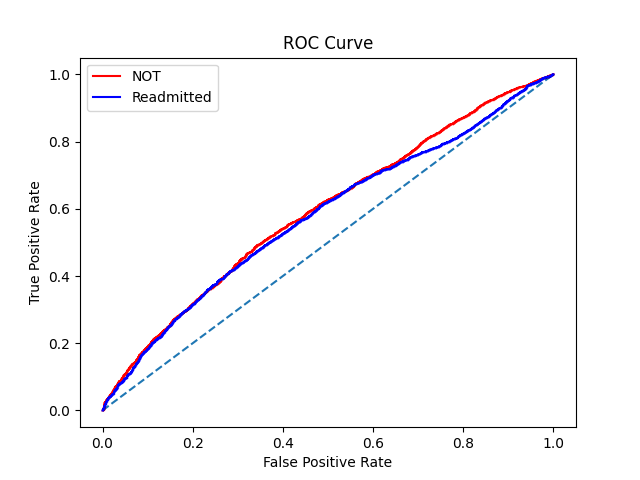 ROC Curve
NOT
Readmitted
True Positive Rate
1.0
0.8
0.6
0.4
0.2
0.0
0.0 0.2 0.4 0.6 0.8 1.0
False Positive Rate